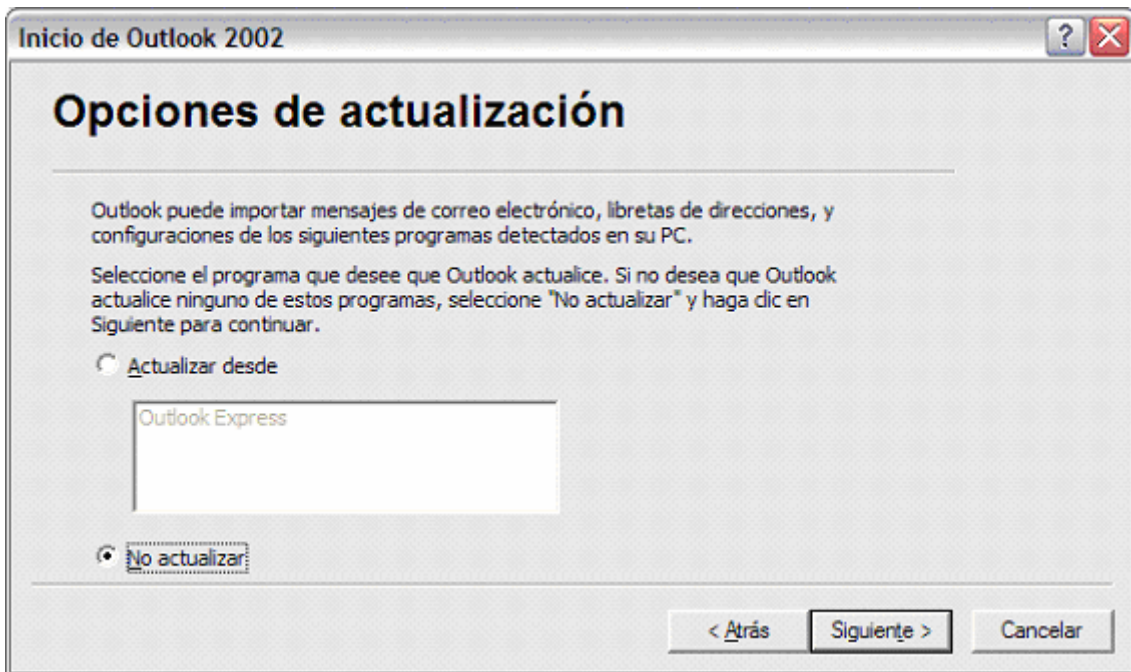 Inicio de Outlook 2002
Opciones de actualización
Outlook puede importar mensajes de correo electrónico, libretas de direcciones, y
configuraciones de los siguientes programas detectados en su PC.
Seleccione el programa que desee que Outlook actualice. Si no desea que Outlook
actualice ninguno de estos programas, seleccione "No actualizar" y haga clic en
Siguiente para continuar.
Actualizar desde
Outlook Express
No actualizar
< Atrás Siguiente > Cancelar